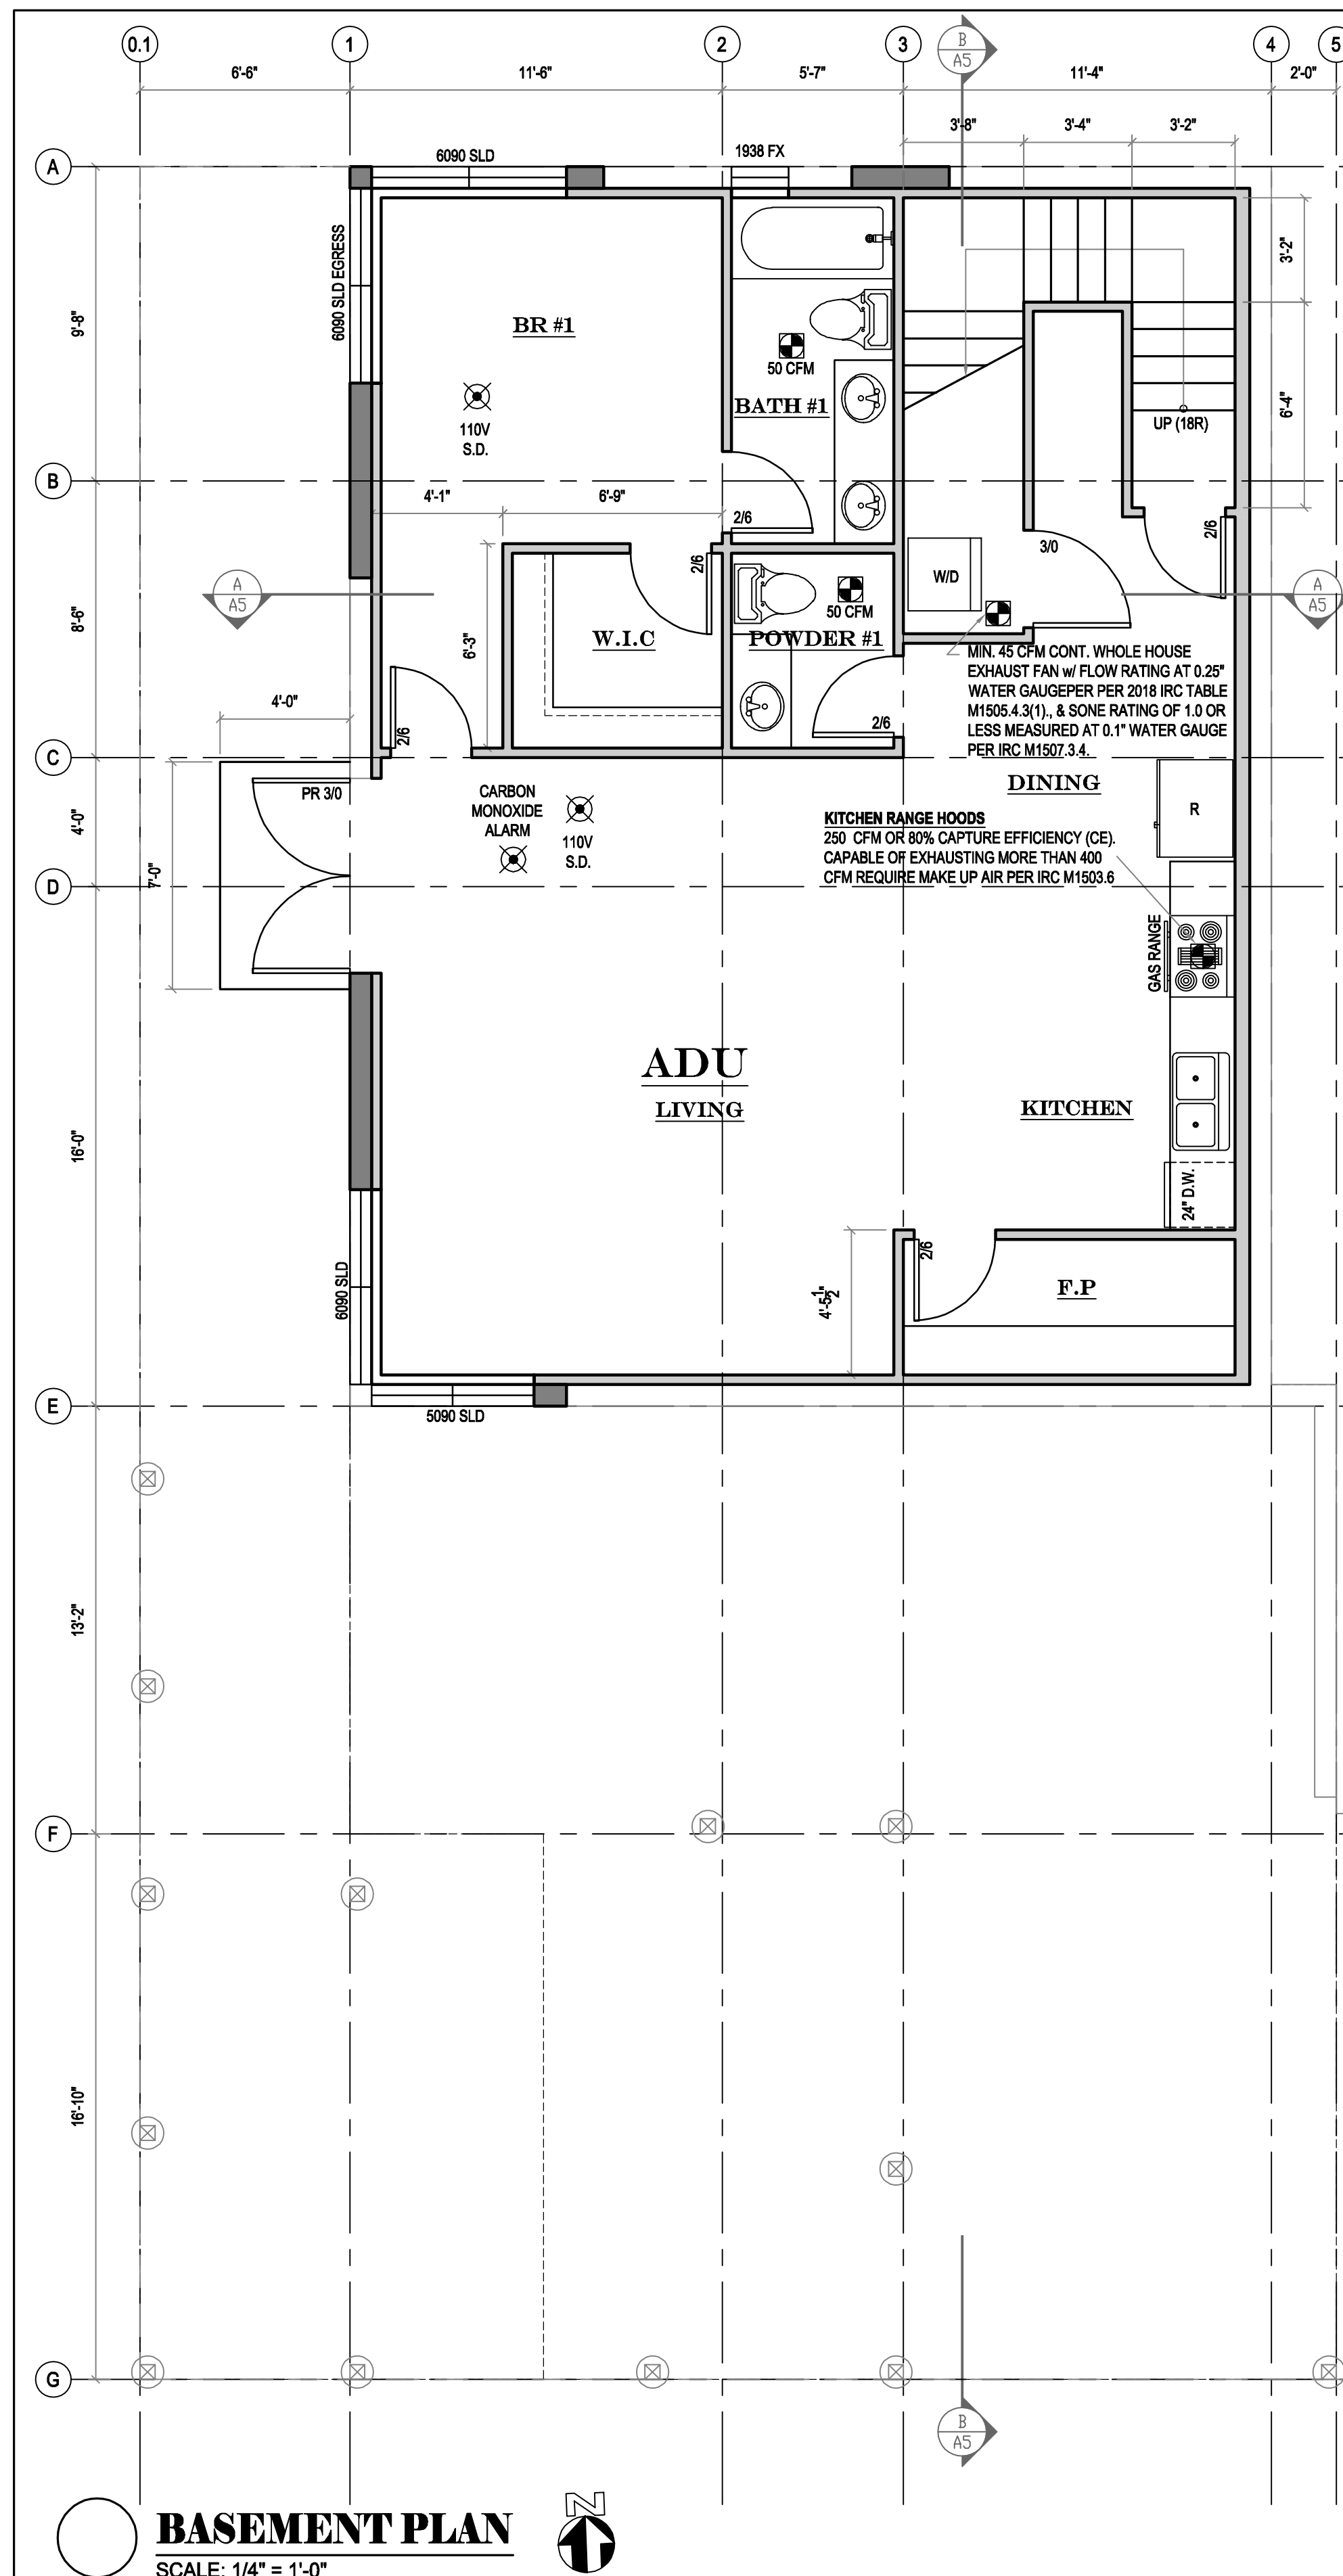 0.1
1
2
3
B
A5
4
5
6'-6"
11'-6"
5'-7"
11'-4"
2'-0"
3'-8"
3'-4"
3'-2"
A
6090 SLD
1938 FX
6090 SLD EGRESS
9'-8"
3'-2"
BR #1
50 CFM
BATH #1
110V
S.D.
6'-4"
UP (18R)
B
4'-1"
6'-9"
2/6
2/6
3/0
2/6
A
A5
8'-6"
6'-3"
W.I.C
50 CFM
POWDER #1
W/D
A
A5
MIN. 45 CFM CONT. WHOLE HOUSE
EXHAUST FAN w/ FLOW RATING AT 0.25"
WATER GAUGEPER PER 2018 IRC TABLE
M1505.4.3(1)., & SONE RATING OF 1.0 OR
LESS MEASURED AT 0.1" WATER GAUGE
PER IRC M1507.3.4.
4'-0"
2/6
2/6
C
PR 3/0
CARBON
MONOXIDE
ALARM
110V
S.D.
DINING
R
4'-0"
7'-0"
KITCHEN RANGE HOODS
250 CFM OR 80% CAPTURE EFFICIENCY (CE).
CAPABLE OF EXHAUSTING MORE THAN 400
CFM REQUIRE MAKE UP AIR PER IRC M1503.6
D
GAS RANGE
ADU
LIVING
KITCHEN
16'-0"
24" D.W.
2/6
6090 SLD
4'-5 1/2"
F.P
E
5090 SLD
13'-2"
F
16'-10"
G
B
A5
N
BASEMENT PLAN
SCALE: 1/4" = 1'-0"